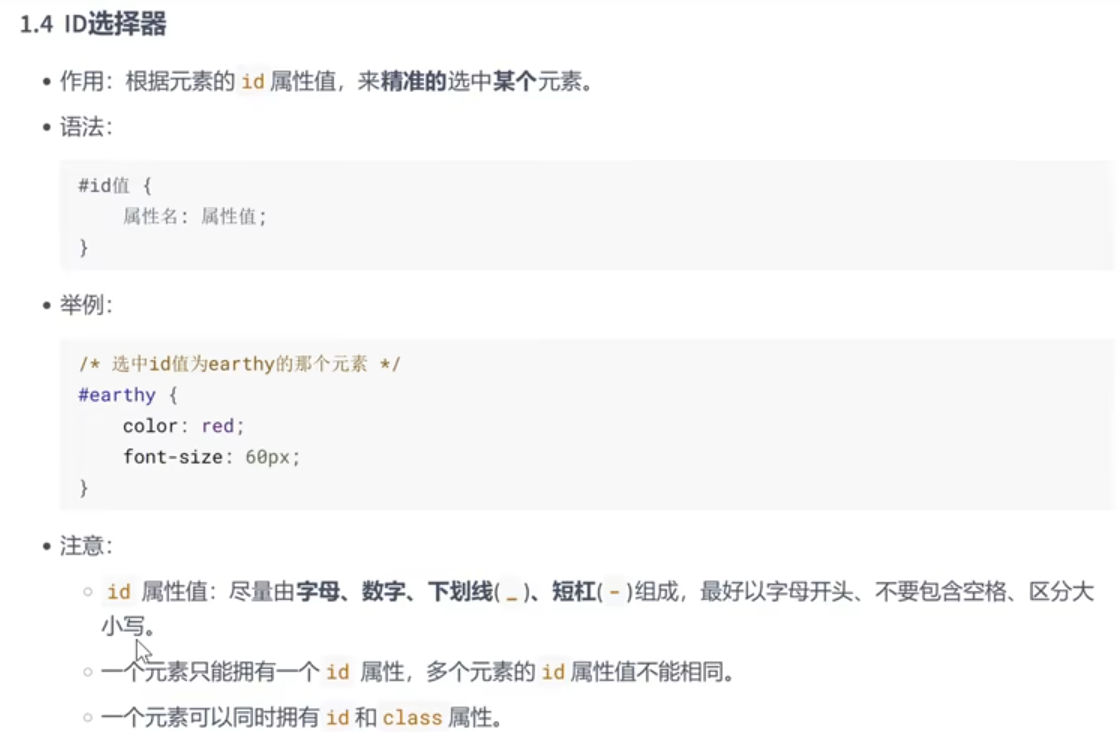 1.4 ID选择器
• 作用：根据元素的 id 属性值，来精准的选中某个元素。
• 语法：
#id值 {
    属性名: 属性值;
}
• 举例：
/* 选中id值为earthy的那个元素 */
#earthy {
    color: red;
    font-size: 60px;
}
• 注意：
○ id 属性值：尽量由字母、数字、下划线(_)、短杠(-)组成，最好以字母开头、不要包含空格、区分大
小写。
○ 一个元素只能拥有一个 id 属性，多个元素的 id 属性值不能相同。
○ 一个元素可以同时拥有 id 和 class 属性。